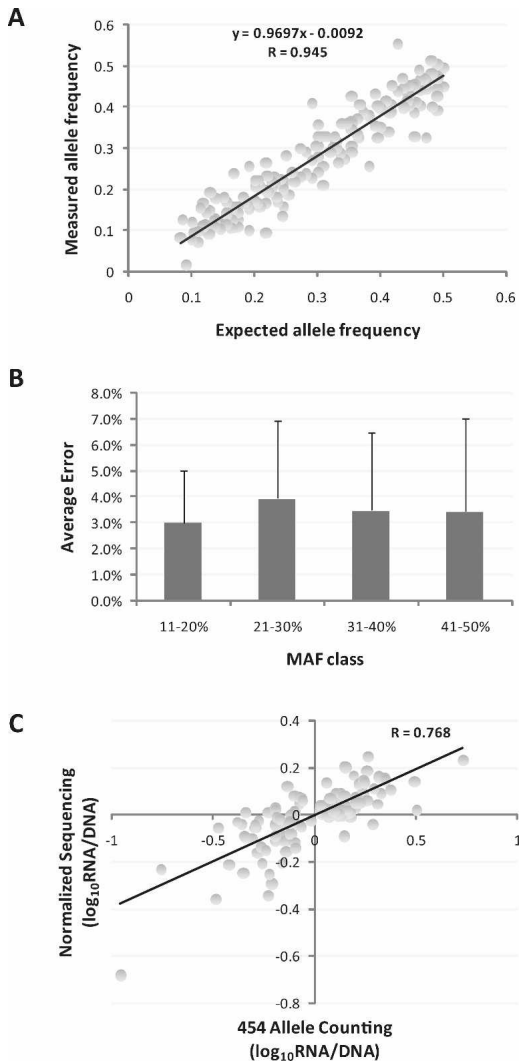 A
y = 0.9697x - 0.0092
R = 0.945
Measured allele frequency
0.6
0.5
0.4
0.3
0.2
0.1
0
0 0.1 0.2 0.3 0.4 0.5 0.6
Expected allele frequency
B
Average Error
8.0%
7.0%
6.0%
5.0%
4.0%
3.0%
2.0%
1.0%
0.0%
11-20% 21-30% 31-40% 41-50%
MAF class
C
R = 0.768
Normalized Sequencing
(log₁₀RNA/DNA)
0.4
0.2
0
-1 -0.5 0 0.5 1
-0.2
-0.4
-0.6
-0.8
454 Allele Counting
(log₁₀RNA/DNA)